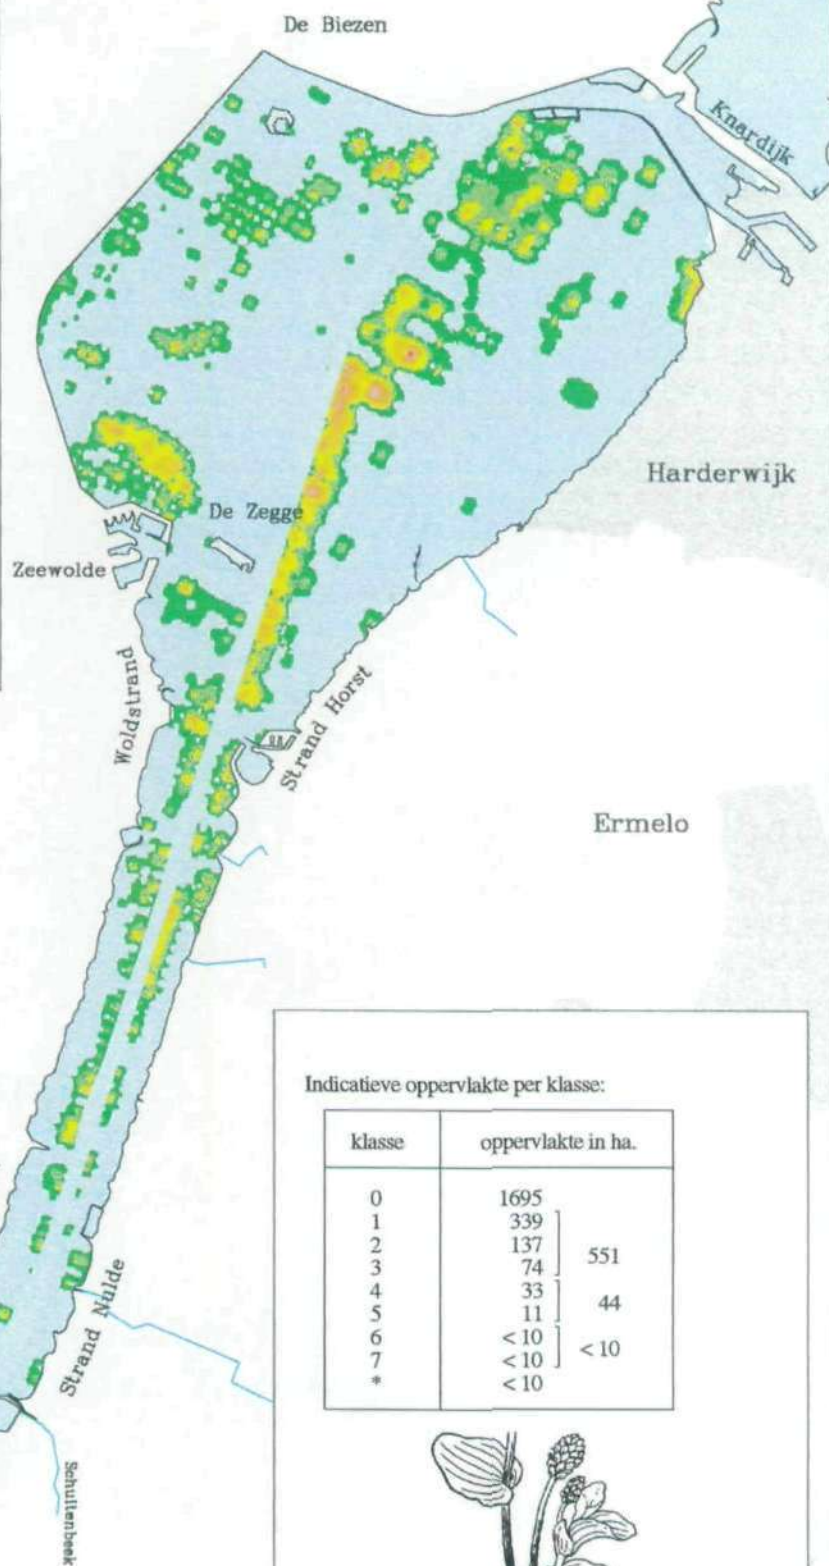 De Biezen
Knardijk
Harderwijk
De Zegge
Zeewolde
Woldstrand
Strand Horst
Ermelo
Strand Nulde
Schuitenbeek
Indicatieve oppervlakte per klasse:
klasse oppervlakte in ha.
0 1695
1 339
2 137
3 74 551
4 33
5 11 44
6 < 10
7 < 10 < 10
* < 10